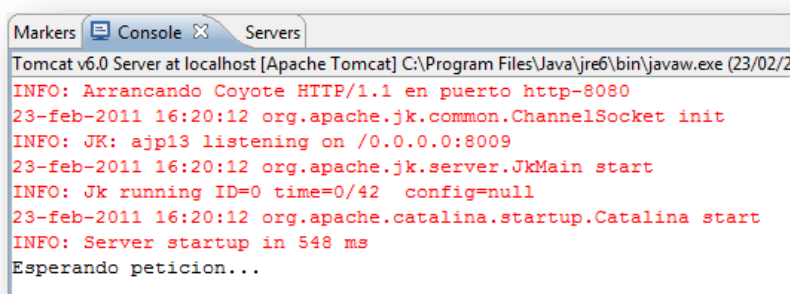 Markers Console Servers
Tomcat v6.0 Server at localhost [Apache Tomcat] C:\Program Files\Java\jre6\bin\javaw.exe (23/02/2
INFO: Arrancando Coyote HTTP/1.1 en puerto http-8080
23-feb-2011 16:20:12 org.apache.jk.common.ChannelSocket init
INFO: JK: ajp13 listening on /0.0.0.0:8009
23-feb-2011 16:20:12 org.apache.jk.server.JkMain start
INFO: Jk running ID=0 time=0/42  config=null
23-feb-2011 16:20:12 org.apache.catalina.startup.Catalina start
INFO: Server startup in 548 ms
Esperando peticion...